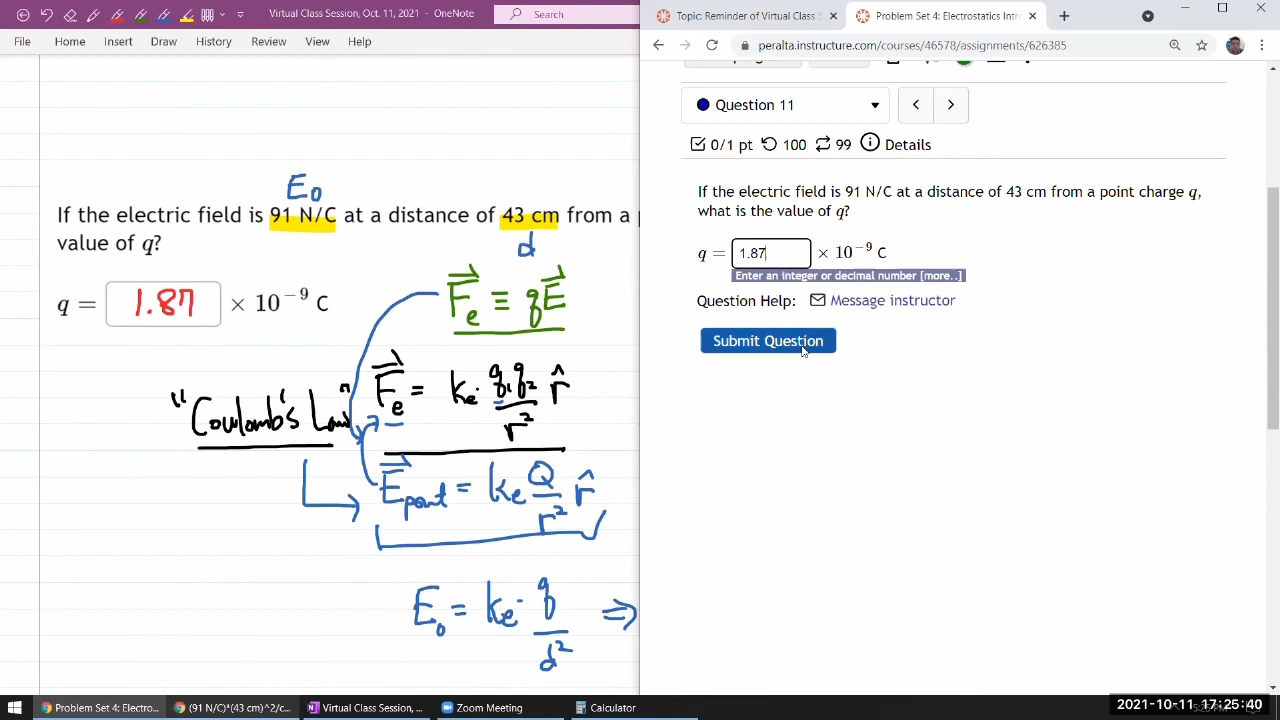 Virtual Class Session, Oct. 11, 2021 - OneNote
Search
File Home Insert Draw History Review View Help
E₀
If the electric field is 91 N/C at a distance of 43 cm from a
value of q?
d
q = 1.87 × 10⁻⁹ C
F⃗e ≡ qE⃗
"Coulomb's Law"
F⃗e = ke · q₁q₂/r² r̂
E⃗point = ke Q/r² r̂
E₀ = ke · q/d² ⇒
Topic: Reminder of Virtual Class S
Problem Set 4: Electrostatics Intr
peralta.instructure.com/courses/46578/assignments/626385
Question 11
0/1 pt 100 99 Details
If the electric field is 91 N/C at a distance of 43 cm from a point charge q,
what is the value of q?
q = 1.87 × 10⁻⁹ C
Enter an integer or decimal number [more..]
Question Help: Message instructor
Submit Question
Problem Set 4: Electro...
(91 N/C)*(43 cm)^2/c...
Virtual Class Session, ...
Zoom Meeting
Calculator
2021-10-11 17:25:40